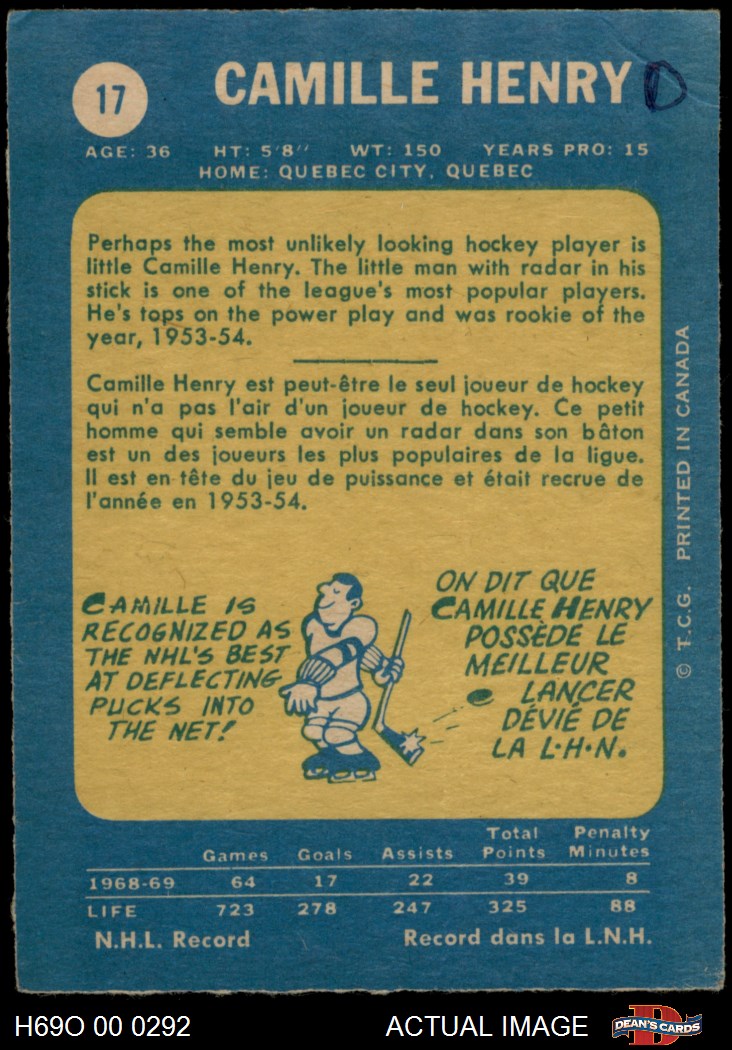 17
CAMILLE HENRY D
AGE: 36 HT: 5'8'' WT: 150 YEARS PRO: 15
HOME: QUEBEC CITY, QUEBEC
Perhaps the most unlikely looking hockey player is
little Camille Henry. The little man with radar in his
stick is one of the league's most popular players.
He's tops on the power play and was rookie of the
year, 1953-54.
Camille Henry est peut-être le seul joueur de hockey
qui n'a pas l'air d'un joueur de hockey. Ce petit
homme qui semble avoir un radar dans son bâton
est un des joueurs les plus populaires de la ligue.
Il est en tête du jeu de puissance et était recrue de
l'année en 1953-54.
CAMILLE IS
RECOGNIZED AS
THE NHL'S BEST
AT DEFLECTING
PUCKS INTO
THE NET!
ON DIT QUE
CAMILLE HENRY
POSSÈDE LE
MEILLEUR
LANCER
DÉVIÉ DE
LA L·H·N.
© T.C.G. PRINTED IN CANADA
Games Goals Assists Total Points Penalty Minutes
1968-69 64 17 22 39 8
LIFE 723 278 247 325 88
N.H.L. Record Record dans la L.N.H.
H69O 00 0292 ACTUAL IMAGE D DEAN'S CARDS